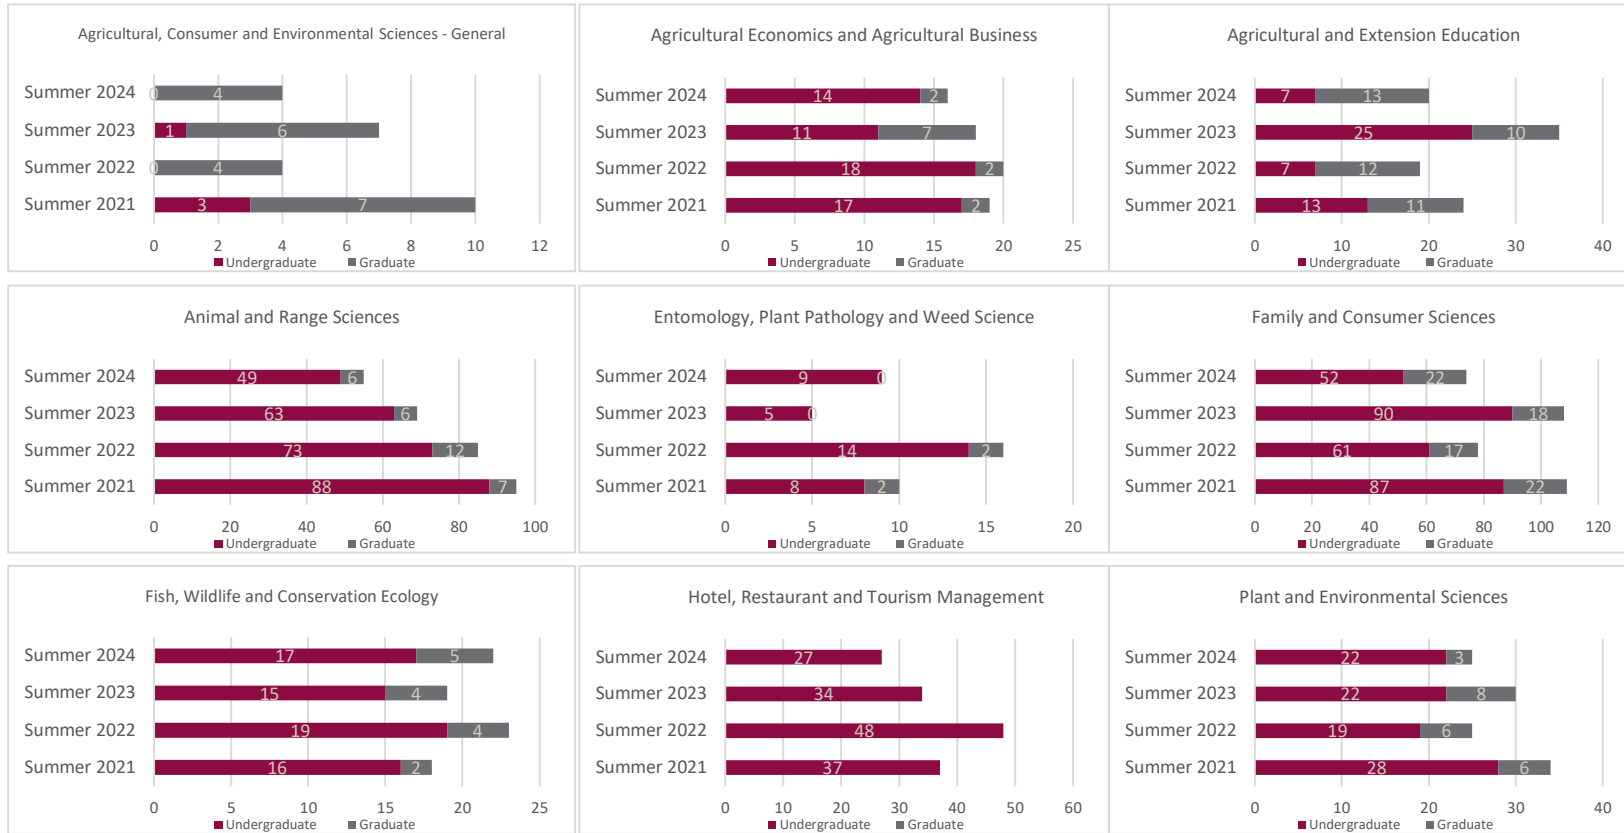 Agricultural, Consumer and Environmental Sciences - General
Summer 2024 0 4
Summer 2023 1 6
Summer 2022 0 4
Summer 2021 3 7
0 2 4 6 8 10 12
Undergraduate Graduate
Agricultural Economics and Agricultural Business
Summer 2024 14 2
Summer 2023 11 7
Summer 2022 18 2
Summer 2021 17 2
0 5 10 15 20 25
Undergraduate Graduate
Agricultural and Extension Education
Summer 2024 7 13
Summer 2023 25 10
Summer 2022 7 12
Summer 2021 13 11
0 10 20 30 40
Undergraduate Graduate
Animal and Range Sciences
Summer 2024 49 6
Summer 2023 63 6
Summer 2022 73 12
Summer 2021 88 7
0 20 40 60 80 100
Undergraduate Graduate
Entomology, Plant Pathology and Weed Science
Summer 2024 9 0
Summer 2023 5 0
Summer 2022 14 2
Summer 2021 8 2
0 5 10 15 20
Undergraduate Graduate
Family and Consumer Sciences
Summer 2024 52 22
Summer 2023 90 18
Summer 2022 61 17
Summer 2021 87 22
0 20 40 60 80 100 120
Undergraduate Graduate
Fish, Wildlife and Conservation Ecology
Summer 2024 17 5
Summer 2023 15 4
Summer 2022 19 4
Summer 2021 16 2
0 5 10 15 20 25
Undergraduate Graduate
Hotel, Restaurant and Tourism Management
Summer 2024 27
Summer 2023 34
Summer 2022 48
Summer 2021 37
0 10 20 30 40 50 60
Undergraduate Graduate
Plant and Environmental Sciences
Summer 2024 22 3
Summer 2023 22 8
Summer 2022 19 6
Summer 2021 28 6
0 10 20 30 40
Undergraduate Graduate